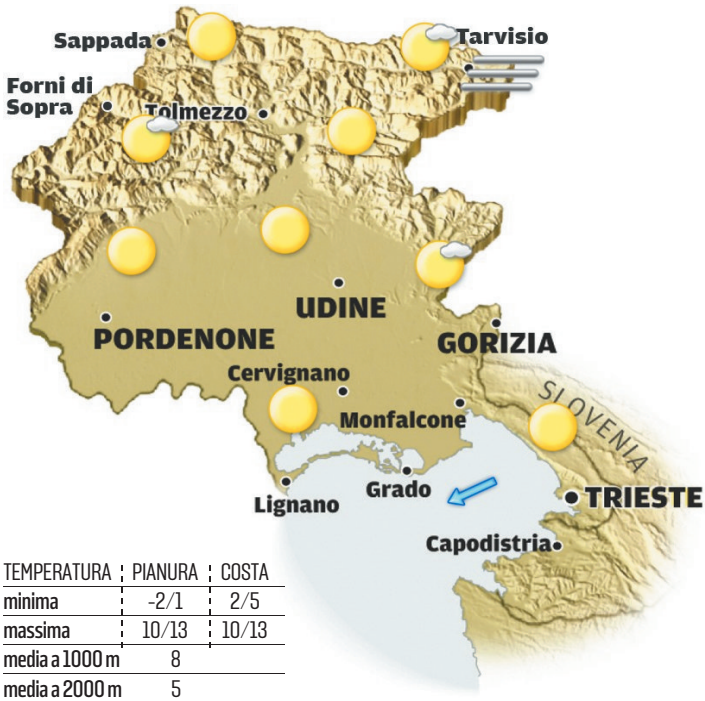 Sappada
Tarvisio
Forni di
Sopra
Tolmezzo
UDINE
PORDENONE
GORIZIA
Cervignano
SLOVENIA
Monfalcone
Grado
Lignano
TRIESTE
Capodistria
TEMPERATURA PIANURA COSTA
minima -2/1 2/5
massima 10/13 10/13
media a 1000 m 8
media a 2000 m 5